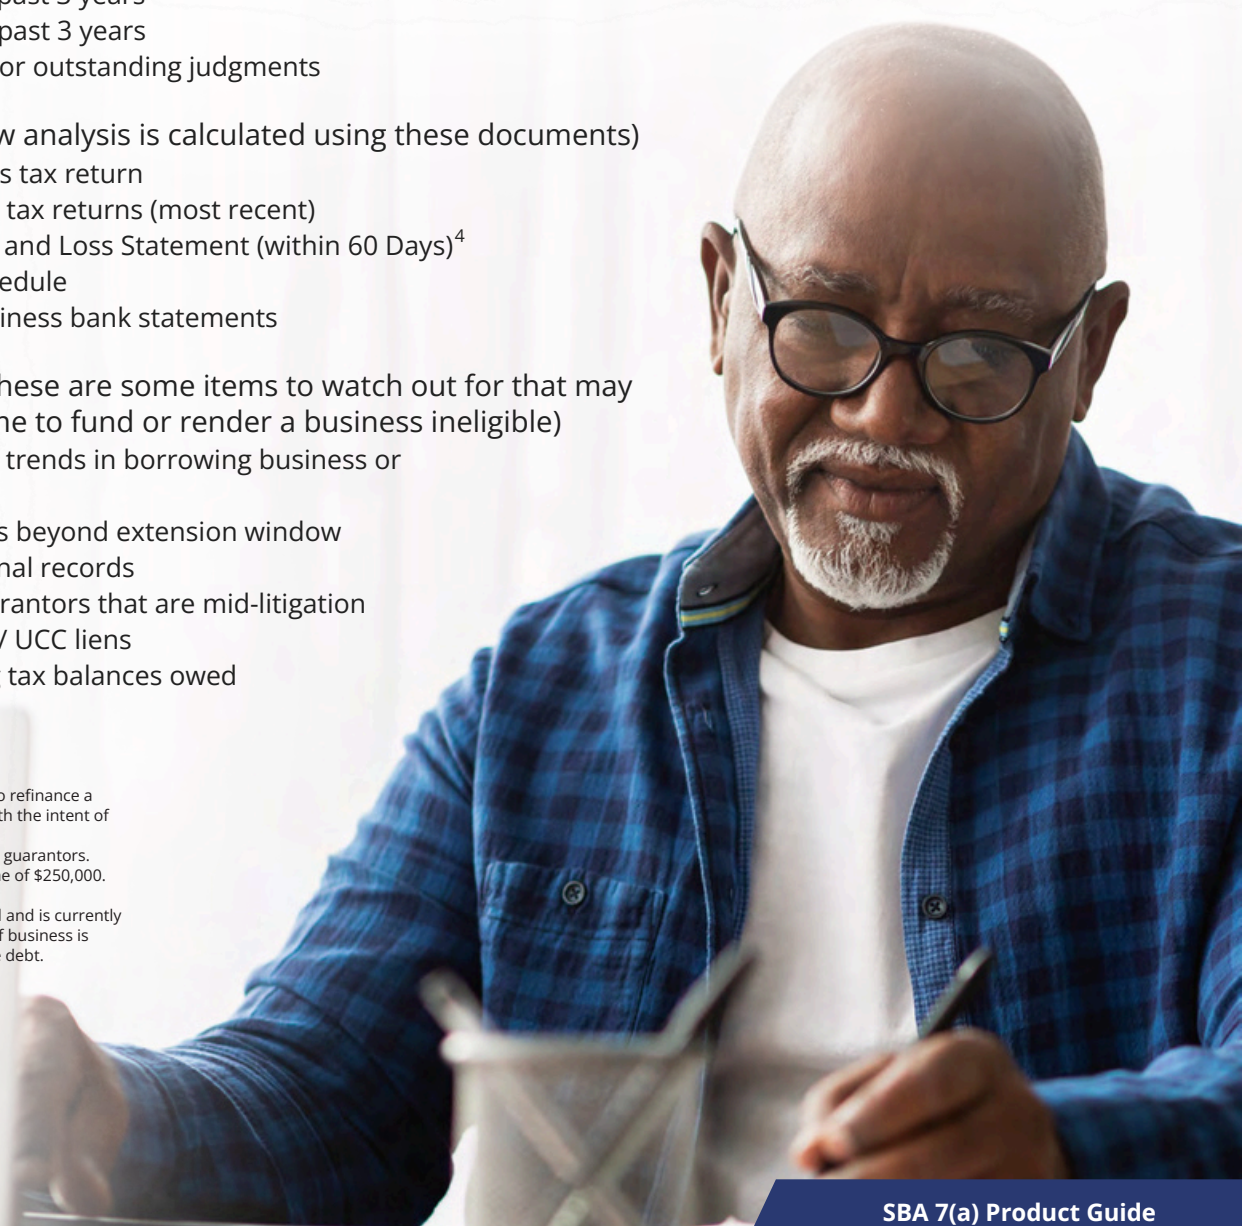 past 3 years
past 3 years
or outstanding judgments
analysis is calculated using these documents)
tax return
tax returns (most recent)
and Loss Statement (within 60 Days)4
edule
iness bank statements
hese are some items to watch out for that may
me to fund or render a business ineligible)
trends in borrowing business or
s beyond extension window
nal records
rantors that are mid-litigation
/ UCC liens
tax balances owed
o refinance a
th the intent of
guarantors.
e of $250,000.
and is currently
f business is
debt.
SBA 7(a) Product Guide